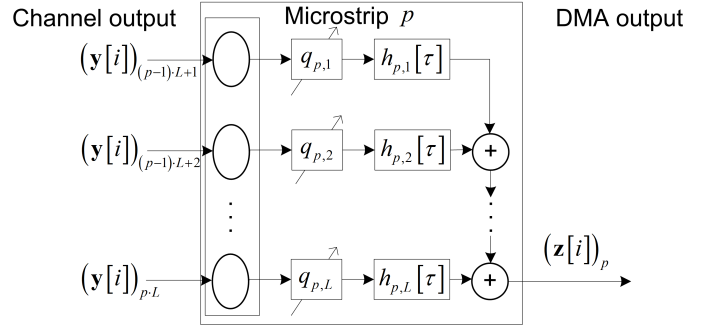 Channel output Microstrip p DMA output
(y[i])_{(p−1)·L+1} q_{p,1} h_{p,1}[τ]
(y[i])_{(p−1)·L+2} q_{p,2} h_{p,2}[τ] +
(z[i])_p
(y[i])_{p·L} q_{p,L} h_{p,L}[τ] +